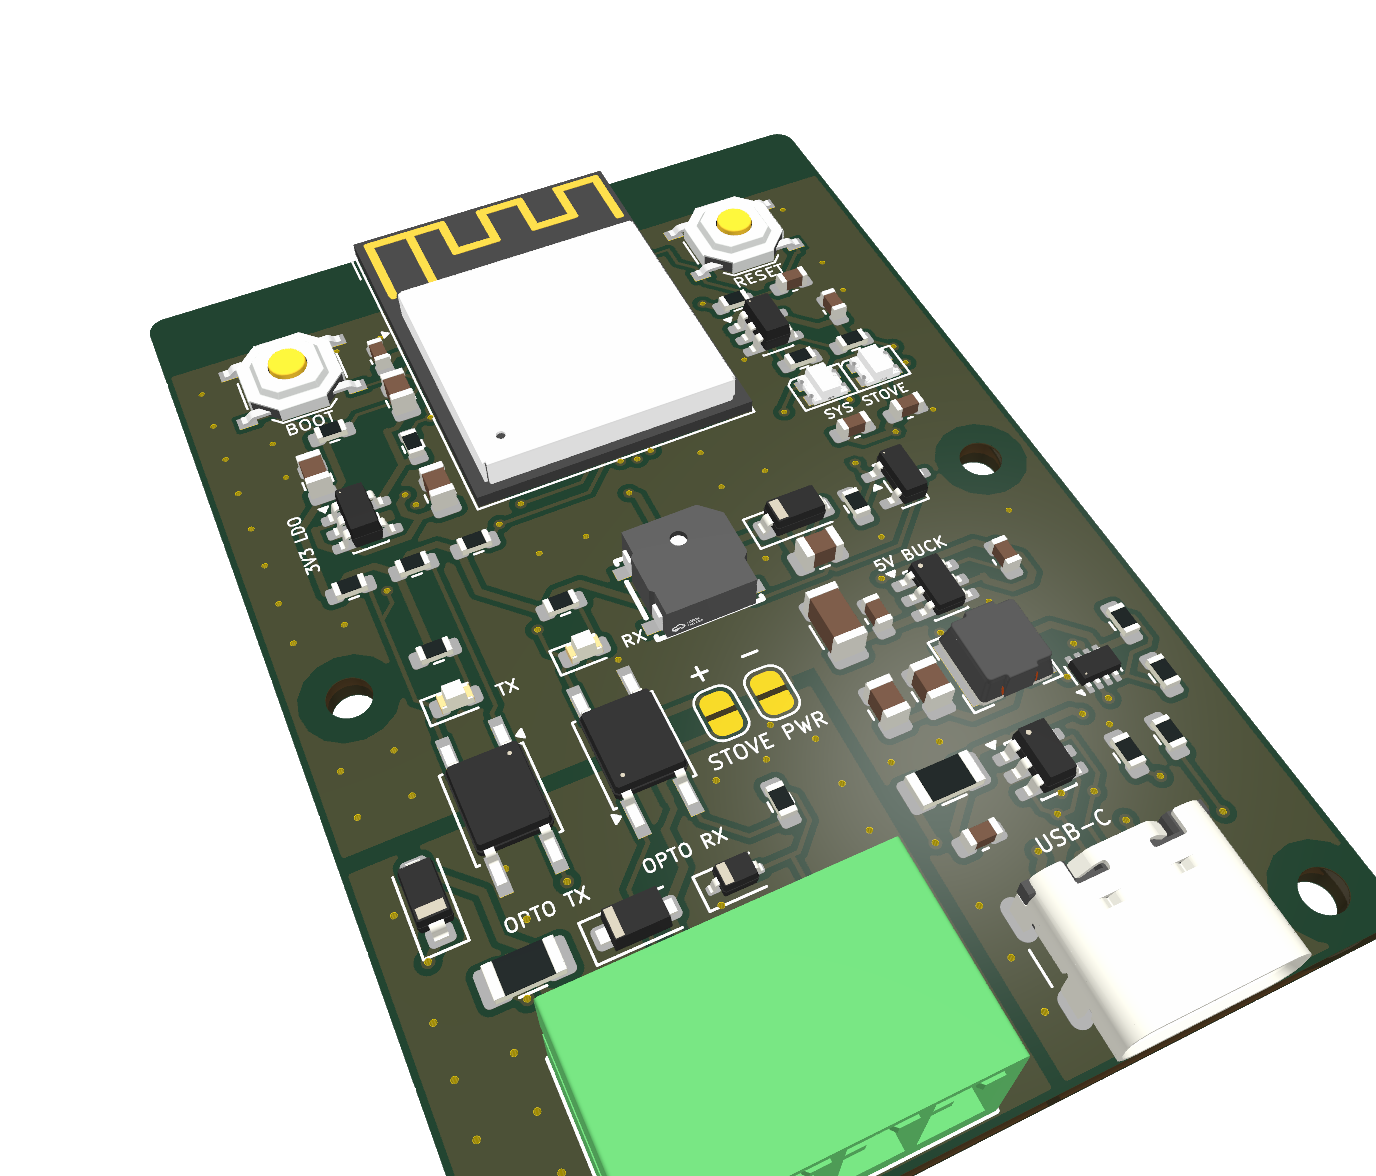 RESET
BOOT
SYS STOVE
3V3 LDO
5V BUCK
RX
TX
+ −
STOVE PWR
OPTO RX
USB-C
OPTO TX